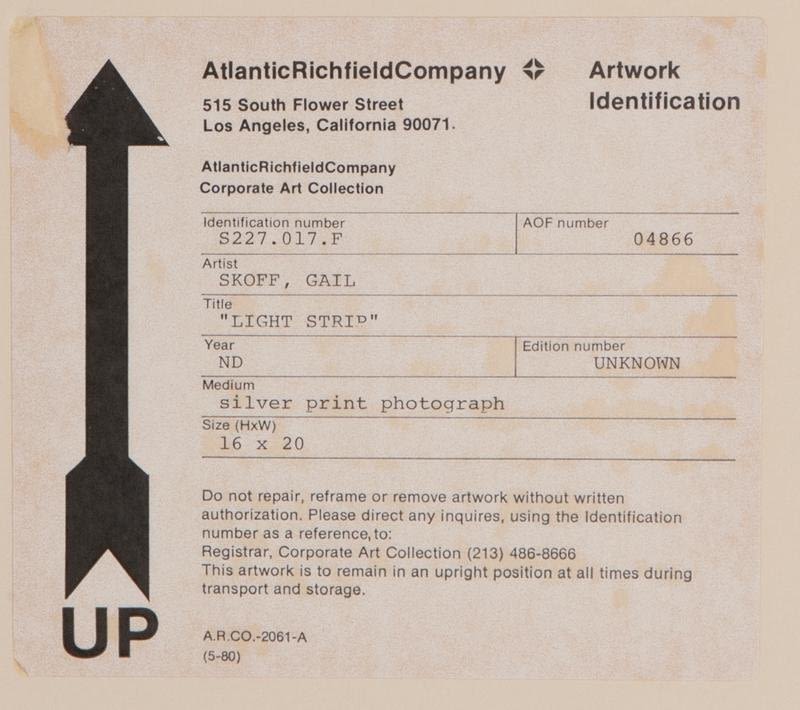 AtlanticRichfieldCompany
Artwork
Identification
515 South Flower Street
Los Angeles, California 90071.
AtlanticRichfieldCompany
Corporate Art Collection
Identification number
S227.017.F
AOF number
04866
Artist
SKOFF, GAIL
Title
"LIGHT STRIP"
Year
ND
Edition number
UNKNOWN
Medium
silver print photograph
Size (HxW)
16 x 20
Do not repair, reframe or remove artwork without written
authorization. Please direct any inquires, using the Identification
number as a reference, to:
Registrar, Corporate Art Collection (213) 486-8666
This artwork is to remain in an upright position at all times during
transport and storage.
A.R.CO.-2061-A
(5-80)
UP